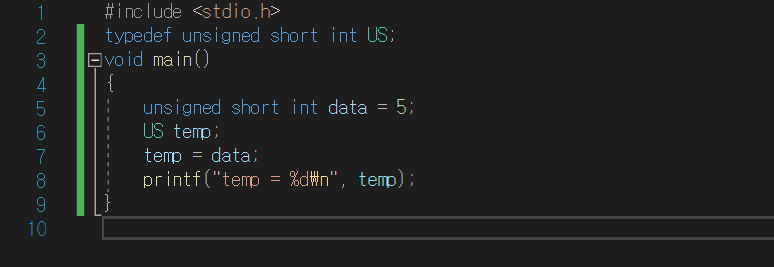 1 #include <stdio.h>
2 typedef unsigned short int US;
3 void main()
4 {
5 unsigned short int data = 5;
6 US temp;
7 temp = data;
8 printf("temp = %d₩n", temp);
9 }
10